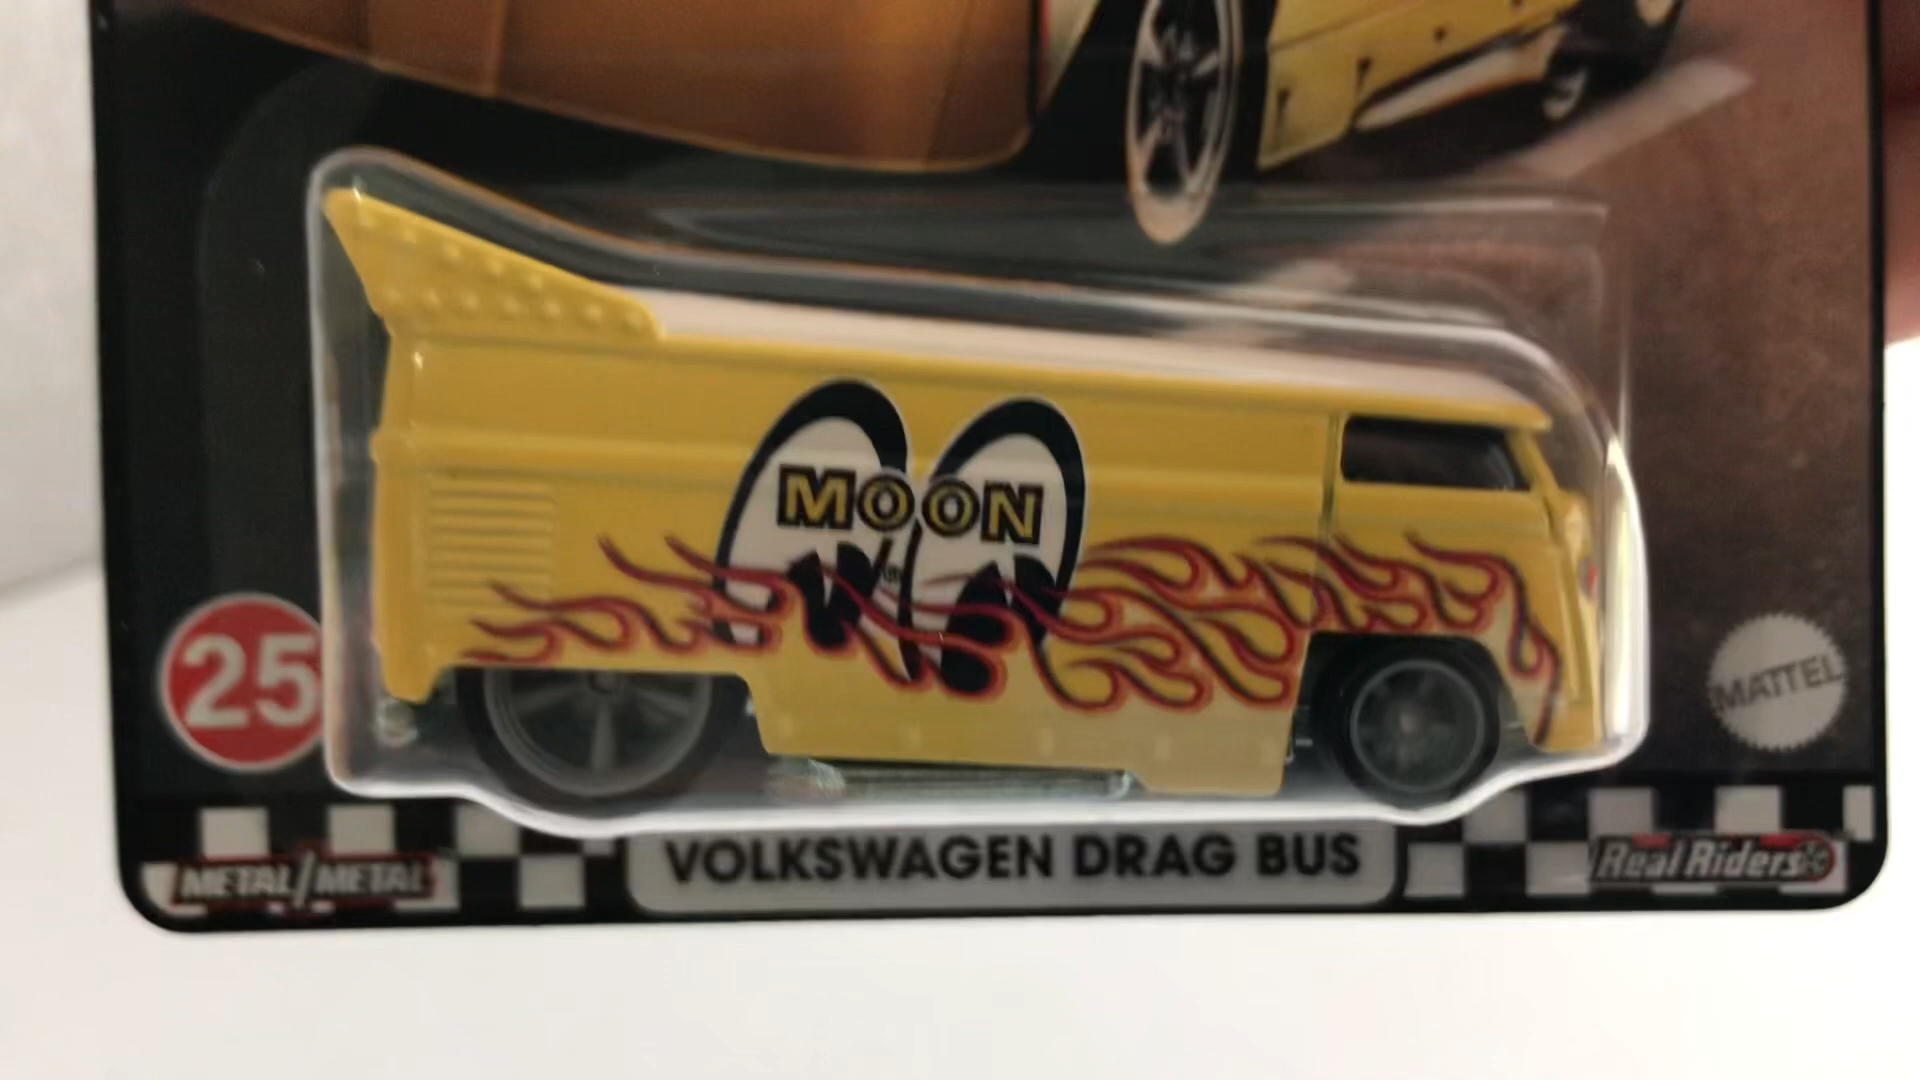 MOON
25
MATTEL
METAL/METAL
VOLKSWAGEN DRAG BUS
Real Riders